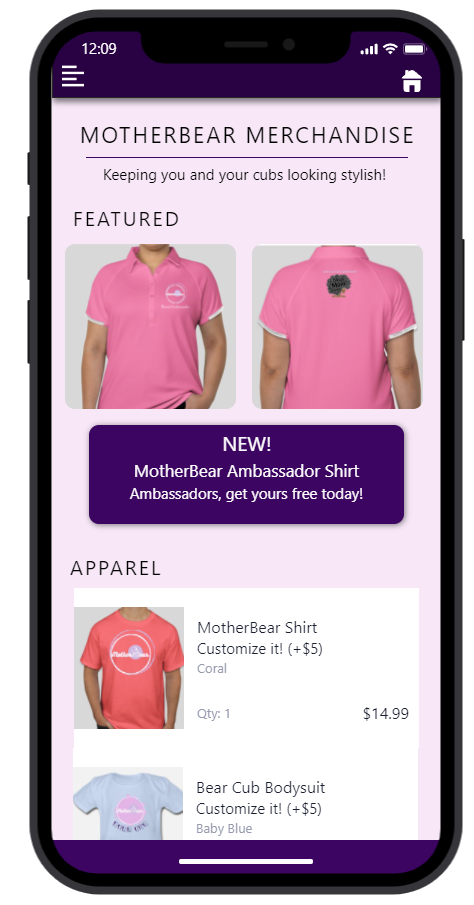 12:09
MOTHERBEAR MERCHANDISE
Keeping you and your cubs looking stylish!
FEATURED
NEW!
MotherBear Ambassador Shirt
Ambassadors, get yours free today!
APPAREL
MotherBear Shirt
Customize it! (+$5)
Coral
Qty: 1
$14.99
Bear Cub Bodysuit
Customize it! (+$5)
Baby Blue